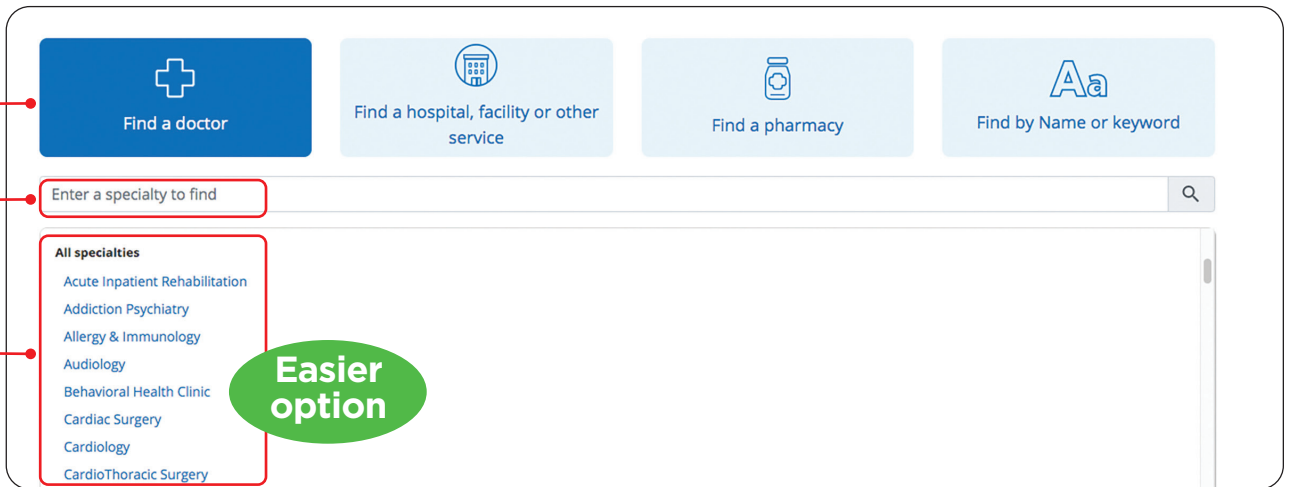 Find a doctor
Find a hospital, facility or other
service
Find a pharmacy
Aa
Find by Name or keyword
Enter a specialty to find
All specialties
Acute Inpatient Rehabilitation
Addiction Psychiatry
Allergy & Immunology
Audiology
Behavioral Health Clinic
Cardiac Surgery
Cardiology
CardioThoracic Surgery
Easier
option